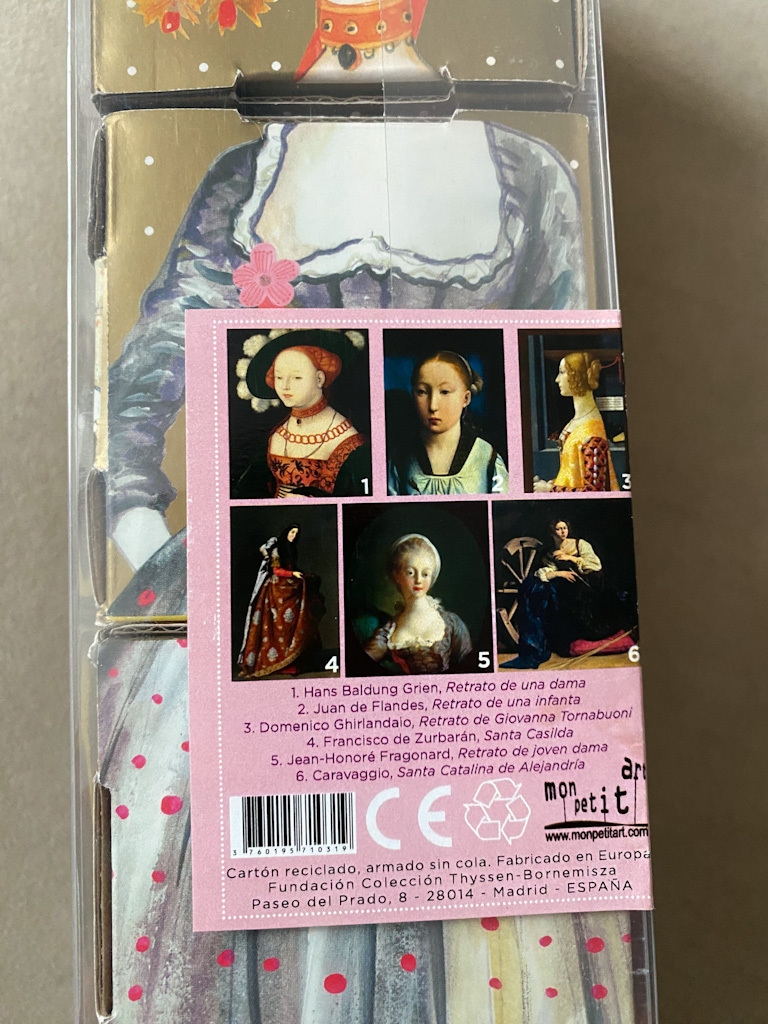 1
2
3
4
5
6
1. Hans Baldung Grien, Retrato de una dama
2. Juan de Flandes, Retrato de una infanta
3. Domenico Ghirlandaio, Retrato de Giovanna Tornabuoni
4. Francisco de Zurbarán, Santa Casilda
5. Jean-Honoré Fragonard, Retrato de joven dama
6. Caravaggio, Santa Catalina de Alejandría
3 760195 710319
CE
mon petit art
www.monpetitart.com
Cartón reciclado, armado sin cola. Fabricado en Europa
Fundación Colección Thyssen-Bornemisza
Paseo del Prado, 8 - 28014 - Madrid - ESPAÑA